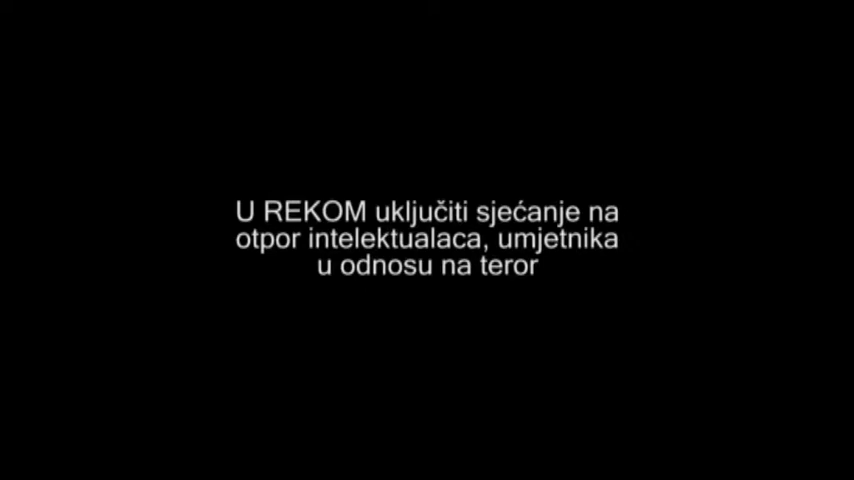 U REKOM uključiti sjećanje na
otpor intelektualaca, umjetnika
u odnosu na teror